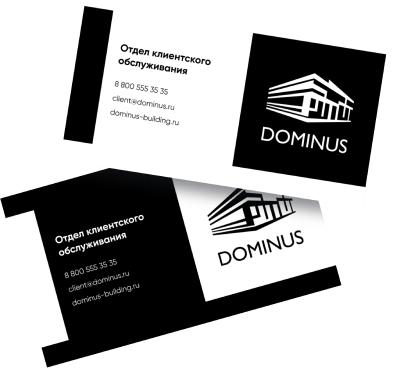 Отдел клиентского
обслуживания
8 800 555 35 35
client@dominus.ru
dominus-building.ru
DOMINUS
Отдел клиентского
обслуживания
8 800 555 35 35
client@dominus.ru
dominus-building.ru
DOMINUS